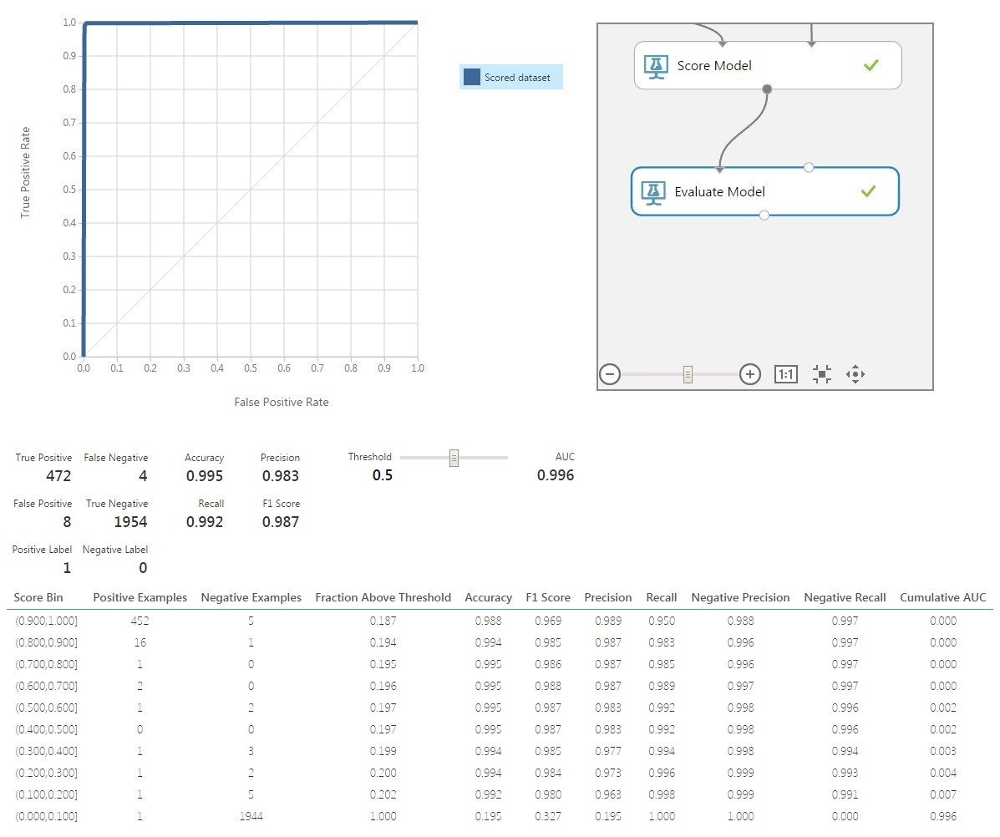 1.0
0.9
0.8
0.7
0.6
0.5
0.4
0.3
0.2
0.1
0.0
True Positive Rate
0.0 0.1 0.2 0.3 0.4 0.5 0.6 0.7 0.8 0.9 1.0
False Positive Rate
Scored dataset
Score Model
Evaluate Model
1:1
True Positive False Negative Accuracy Precision Threshold AUC
472 4 0.995 0.983 0.5 0.996
False Positive True Negative Recall F1 Score
8 1954 0.992 0.987
Positive Label Negative Label
1 0
Score Bin Positive Examples Negative Examples Fraction Above Threshold Accuracy F1 Score Precision Recall Negative Precision Negative Recall Cumulative AUC
(0.900,1.000] 452 5 0.187 0.988 0.969 0.989 0.950 0.988 0.997 0.000
(0.800,0.900] 16 1 0.194 0.994 0.985 0.987 0.983 0.996 0.997 0.000
(0.700,0.800] 1 0 0.195 0.995 0.986 0.987 0.985 0.996 0.997 0.000
(0.600,0.700] 2 0 0.196 0.995 0.988 0.987 0.989 0.997 0.997 0.000
(0.500,0.600] 1 2 0.197 0.995 0.987 0.983 0.992 0.998 0.996 0.002
(0.400,0.500] 0 0 0.197 0.995 0.987 0.983 0.992 0.998 0.996 0.002
(0.300,0.400] 1 3 0.199 0.994 0.985 0.977 0.994 0.998 0.994 0.003
(0.200,0.300] 1 2 0.200 0.994 0.984 0.973 0.996 0.999 0.993 0.004
(0.100,0.200] 1 5 0.202 0.992 0.980 0.963 0.998 0.999 0.991 0.007
(0.000,0.100] 1 1944 1.000 0.195 0.327 0.195 1.000 1.000 0.000 0.996